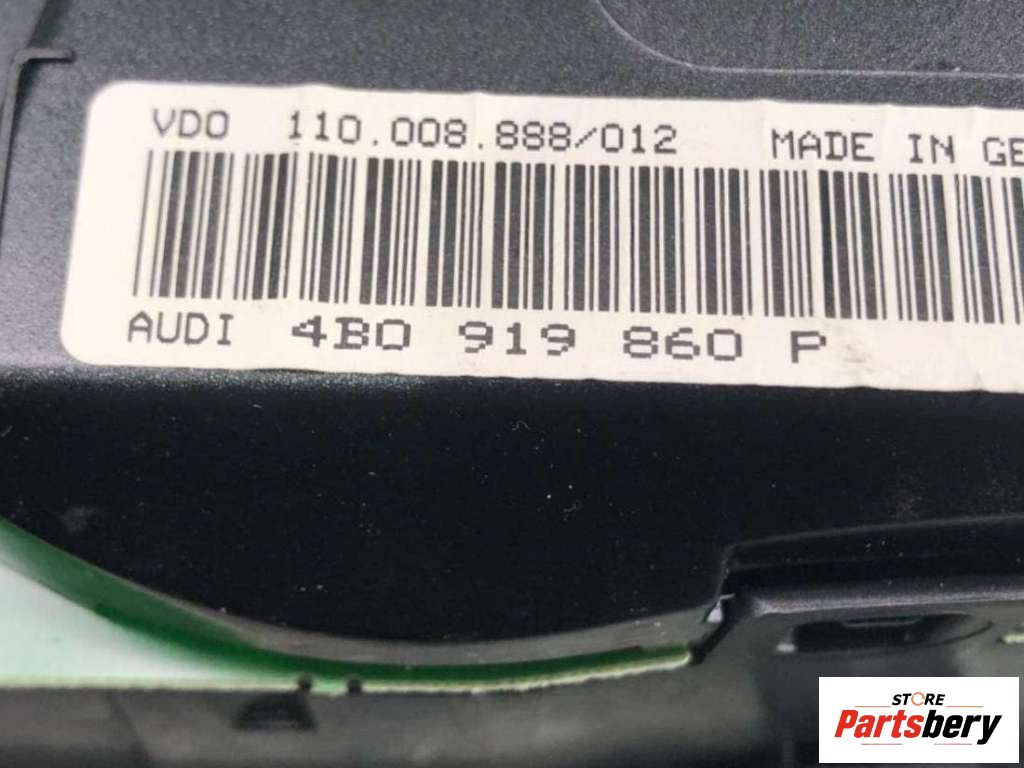 VDO 110.008.888/012 MADE IN GE
AUDI 4B0 919 860 P
STORE
Partsbery